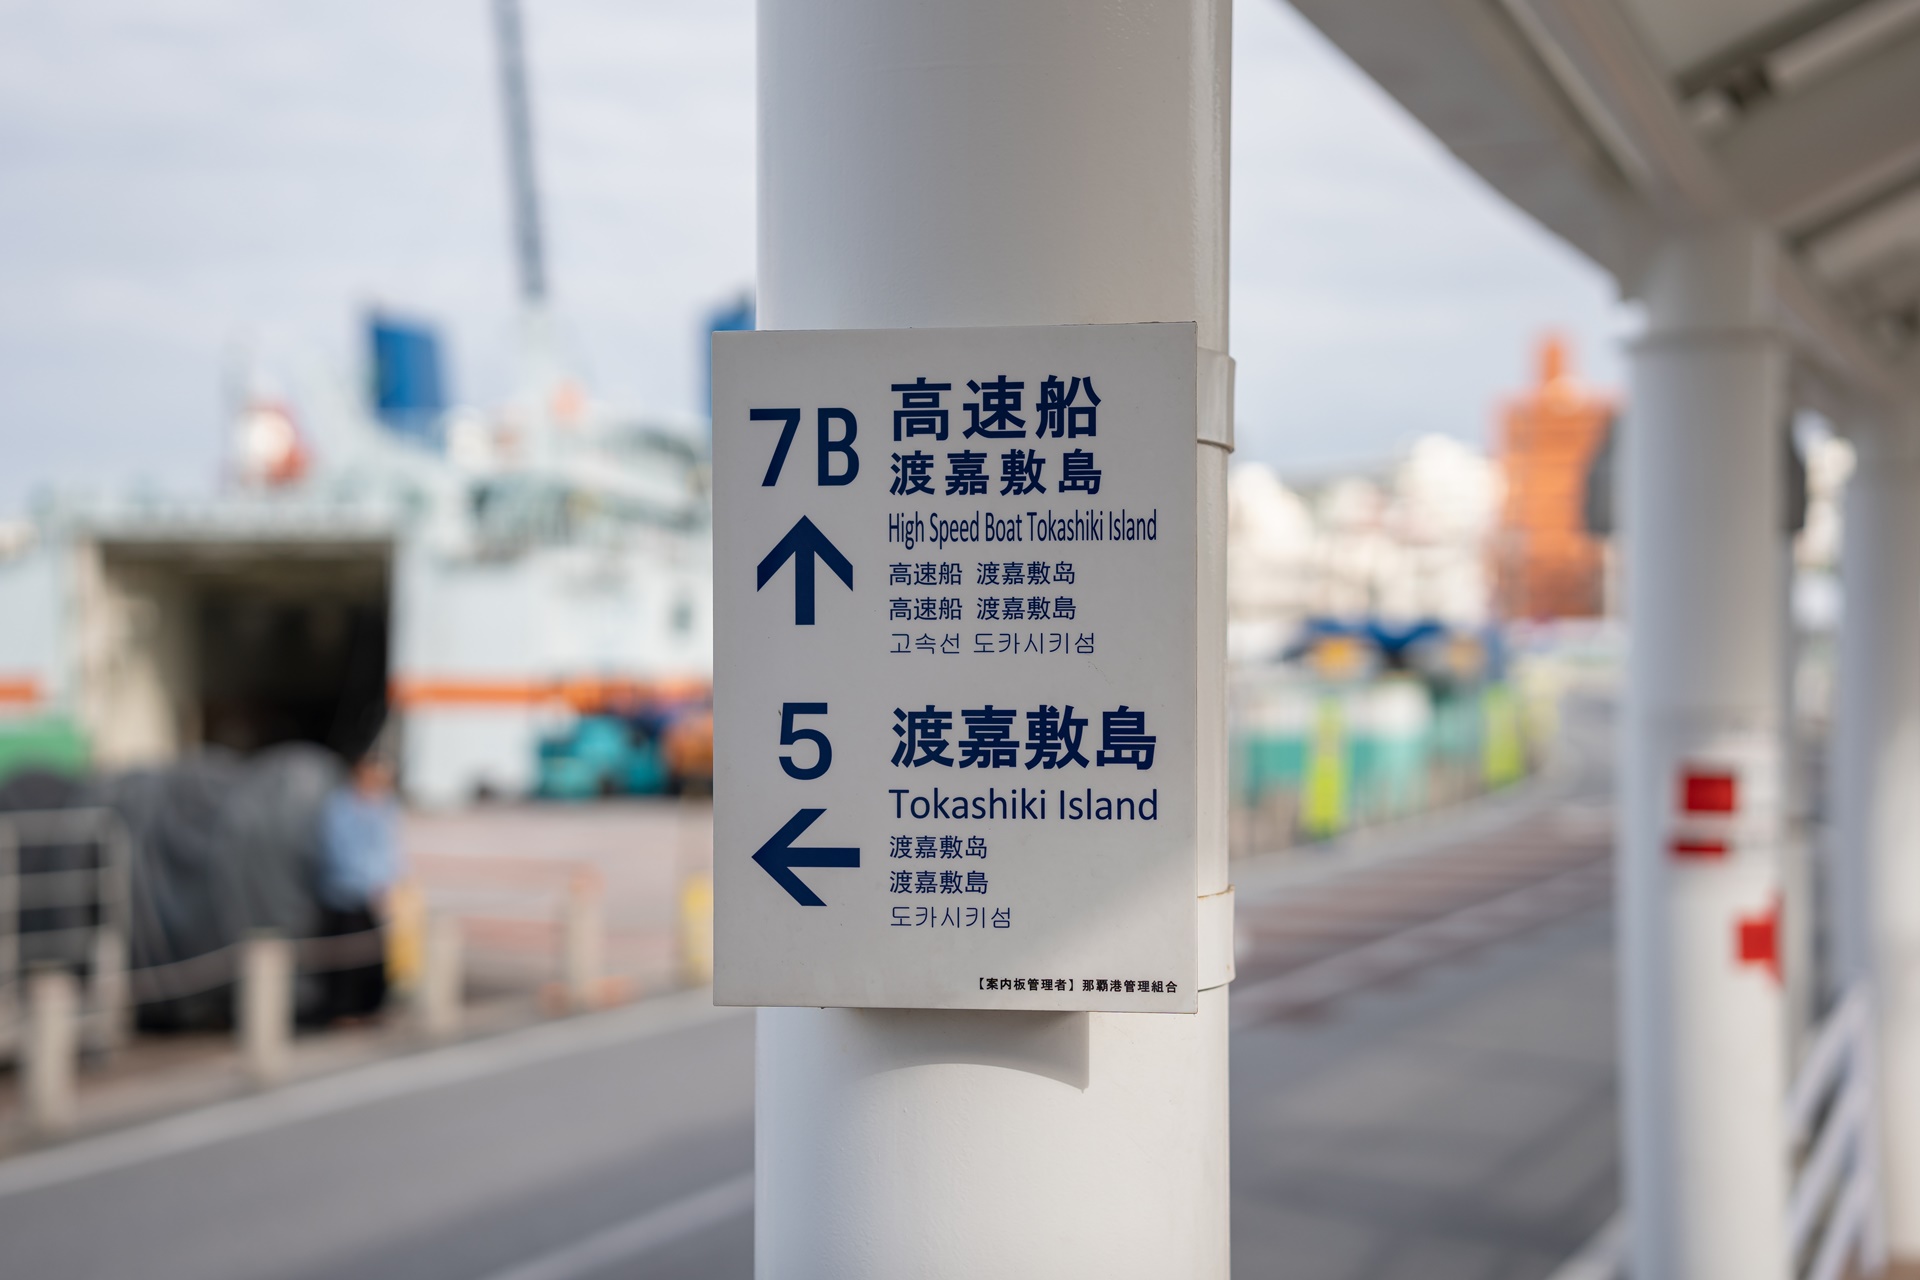 7B
高速船
渡嘉敷島
High Speed Boat Tokashiki Island
高速船 渡嘉敷岛
高速船 渡嘉敷島
고속선 도카시키섬
5
渡嘉敷島
Tokashiki Island
渡嘉敷岛
渡嘉敷島
도카시키섬
【案内板管理者】那覇港管理組合